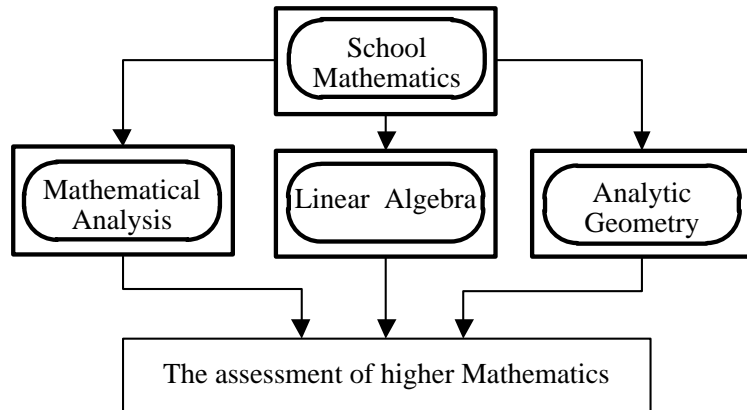 School
Mathematics
Mathematical
Analysis
Linear Algebra
Analytic
Geometry
The assessment of higher Mathematics